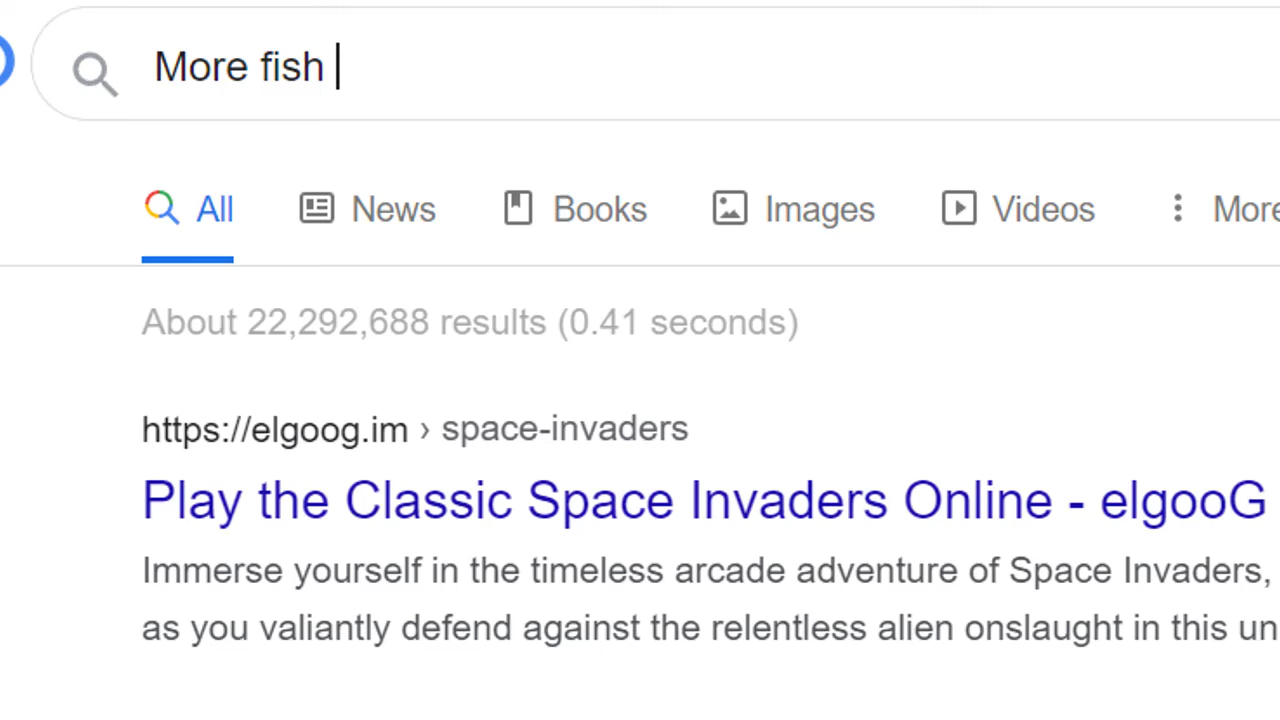 More fish
All News Books Images Videos More
About 22,292,688 results (0.41 seconds)
https://elgoog.im › space-invaders
Play the Classic Space Invaders Online - elgooG
Immerse yourself in the timeless arcade adventure of Space Invaders,
as you valiantly defend against the relentless alien onslaught in this un